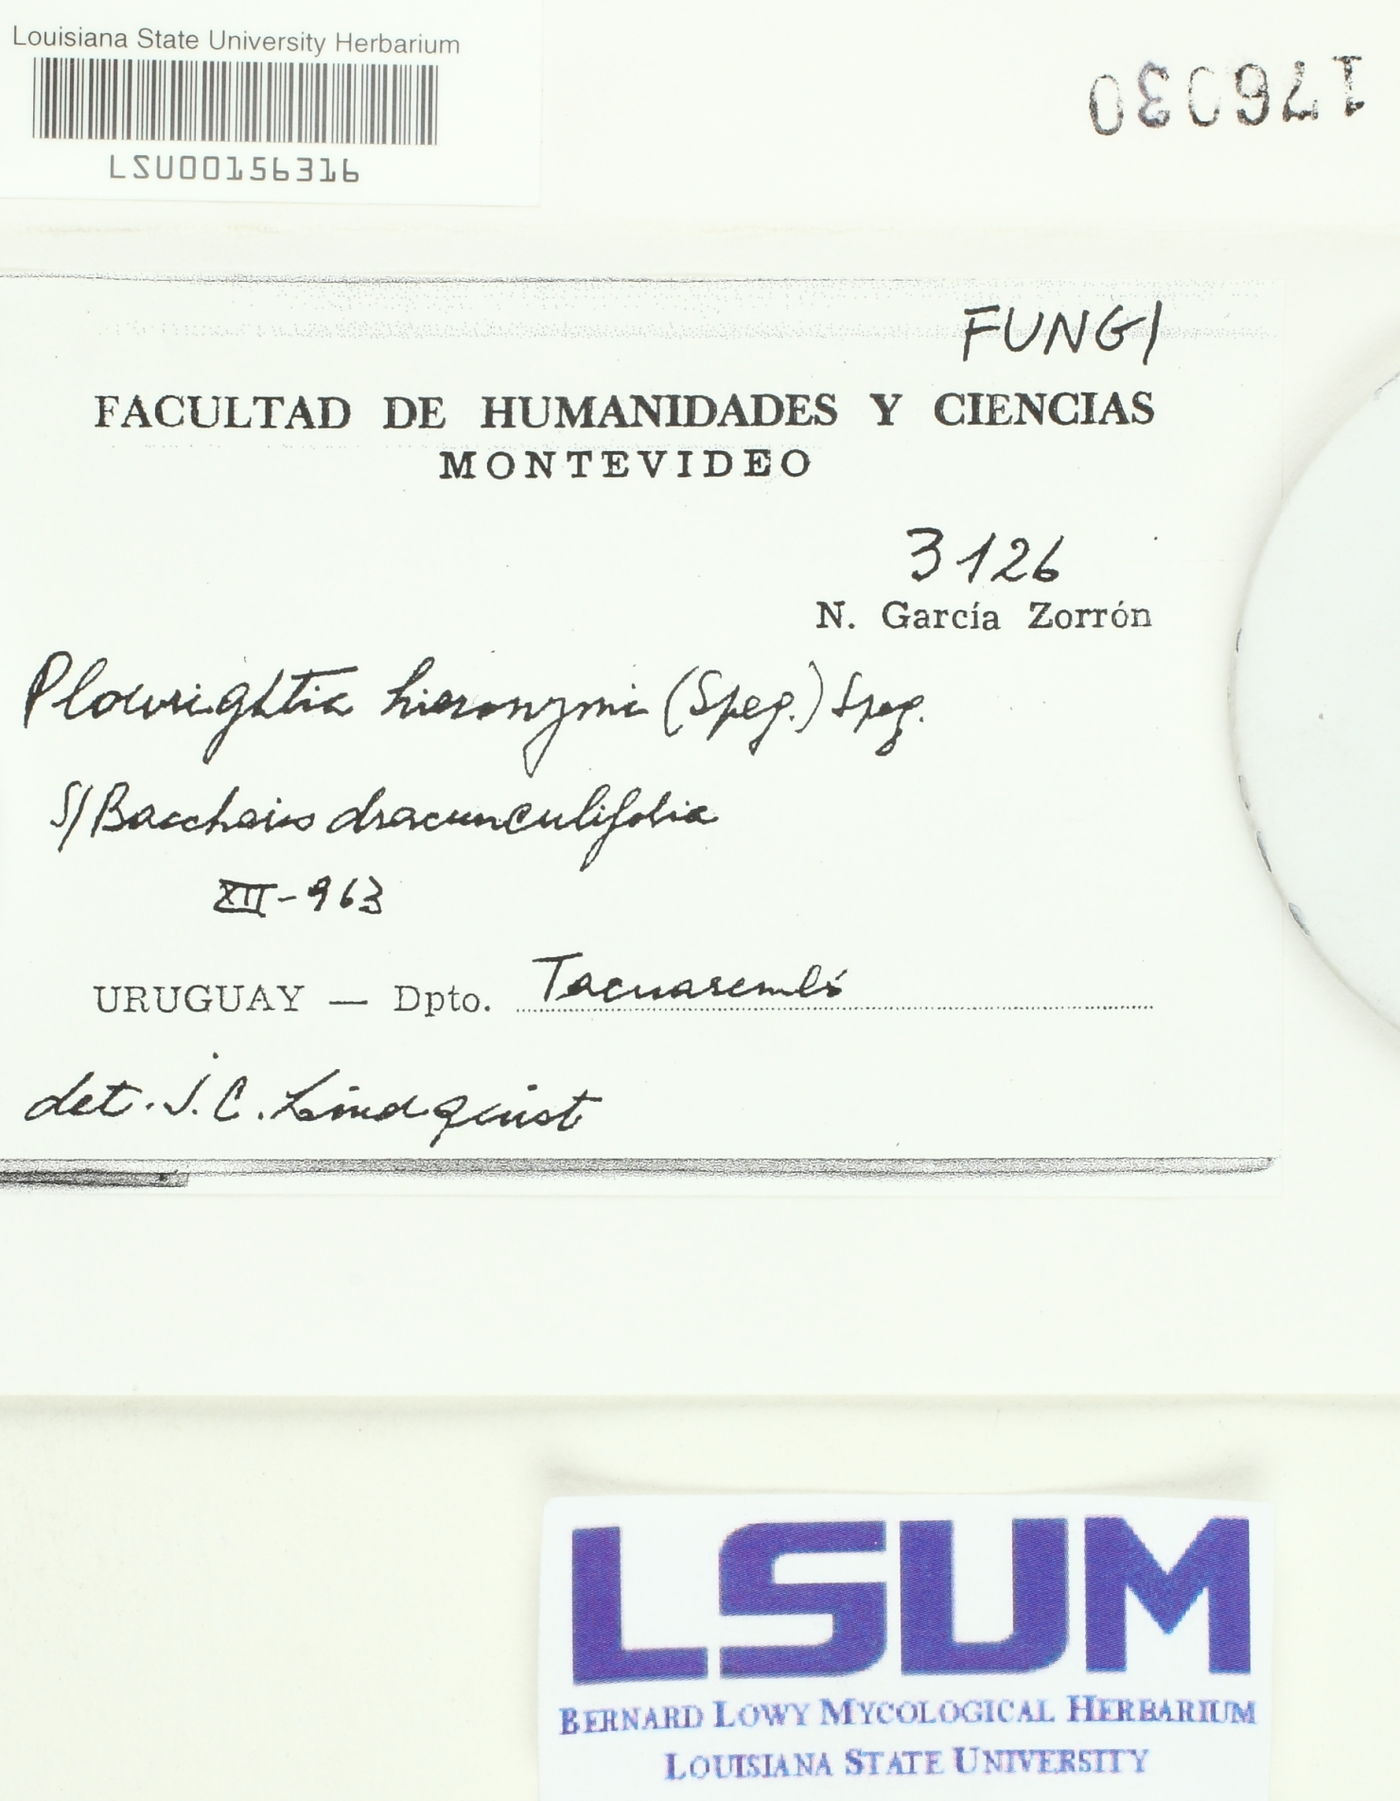 Louisiana State University Herbarium
LSU00156316
176030
FUNGI
FACULTAD DE HUMANIDADES Y CIENCIAS
MONTEVIDEO
3126
N. García Zorrón
Plowrightia hieronymi (Speg.) Speg.
S/ Baccharis dracunculifolia
XII-963
URUGUAY — Dpto. Tacuarembó
det. J. C. Lindquist
LSUM
BERNARD LOWY MYCOLOGICAL HERBARIUM
LOUISIANA STATE UNIVERSITY